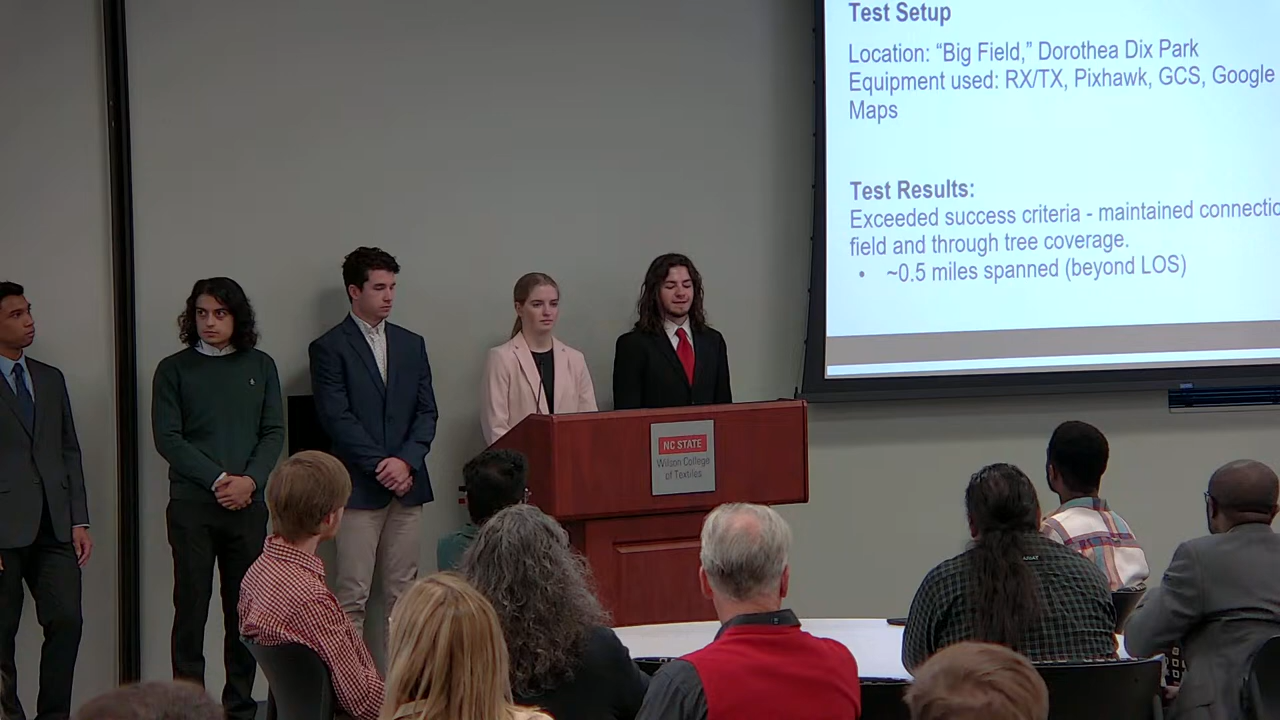 Test Setup
Location: “Big Field,” Dorothea Dix Park
Equipment used: RX/TX, Pixhawk, GCS, Google
Maps
Test Results:
Exceeded success criteria - maintained connectio
field and through tree coverage.
• ~0.5 miles spanned (beyond LOS)
NC STATE
Wilson College
of Textiles
ARIAT